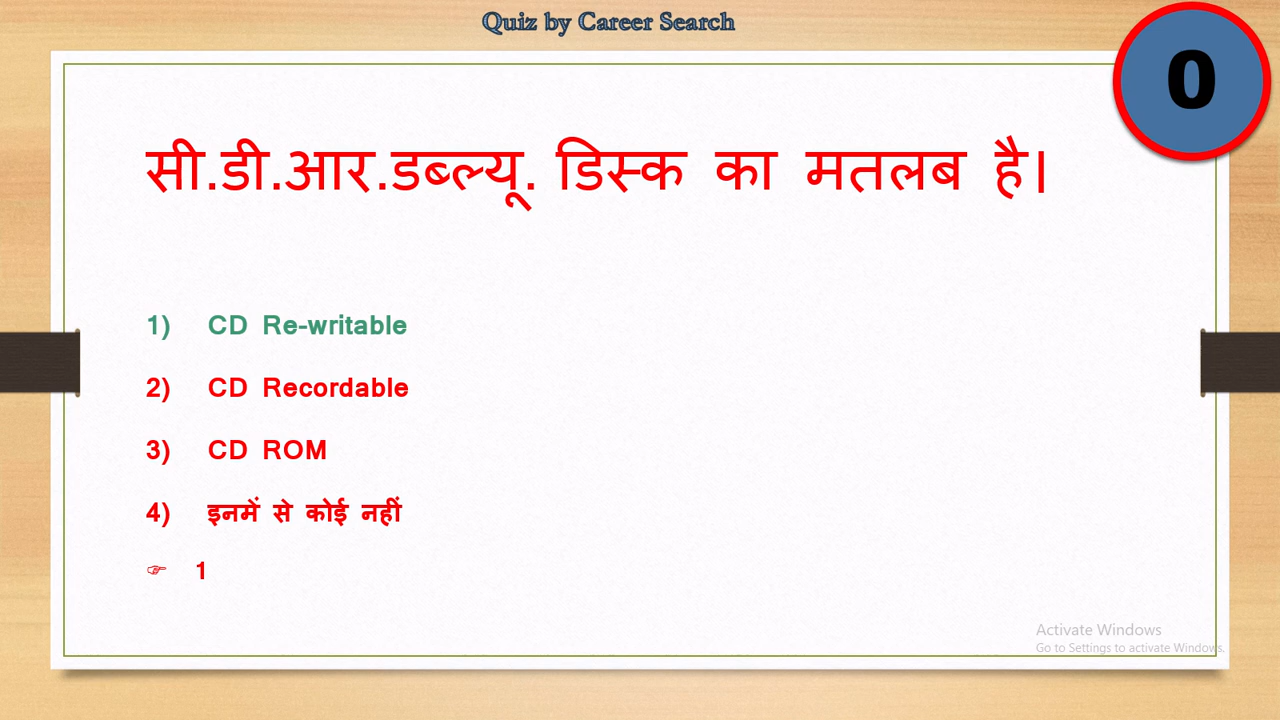 Quiz by Career Search
0
सी.डी.आर.डब्ल्यू. डिस्क का मतलब है।
1) CD Re-writable
2) CD Recordable
3) CD ROM
4) इनमें से कोई नहीं
☞ 1
Activate Windows
Go to Settings to activate Windows.